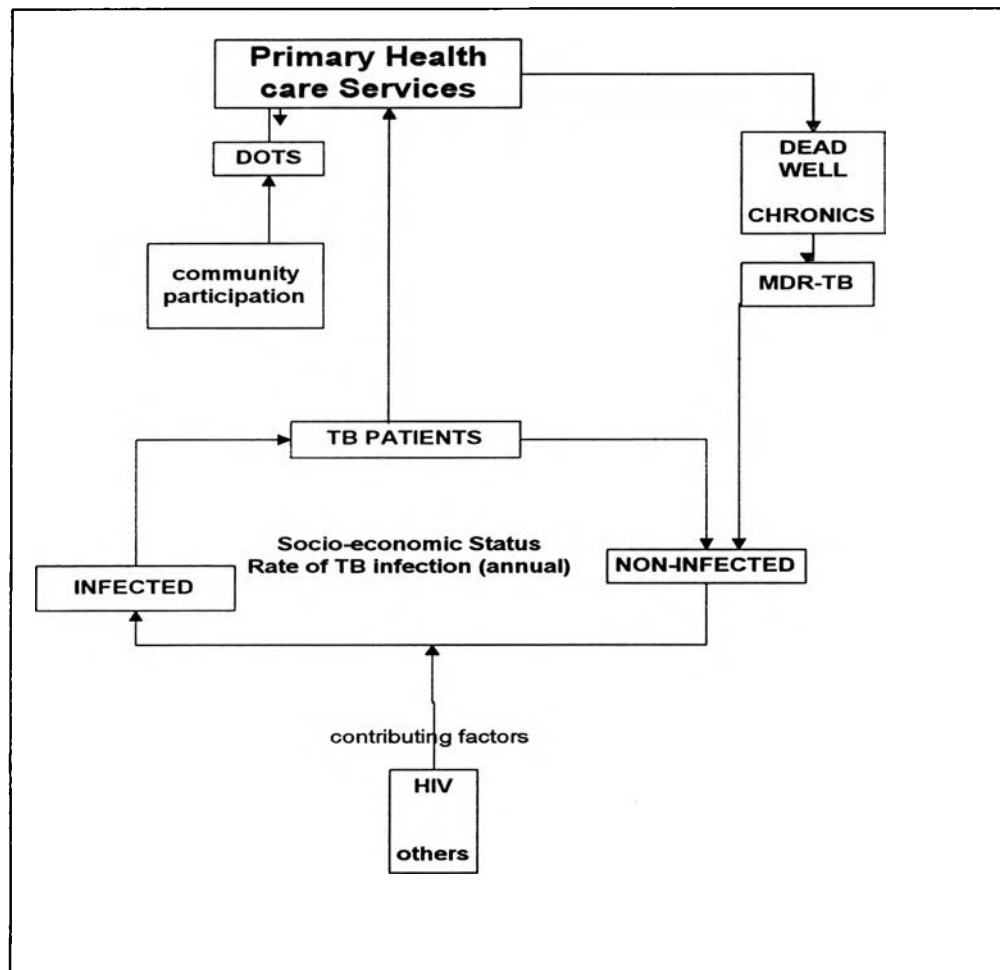 Primary Health
care Services
DOTS
DEAD
WELL
CHRONICS
community
participation
MDR-TB
TB PATIENTS
Socio-economic Status
Rate of TB infection (annual)
NON-INFECTED
INFECTED
contributing factors
HIV
others